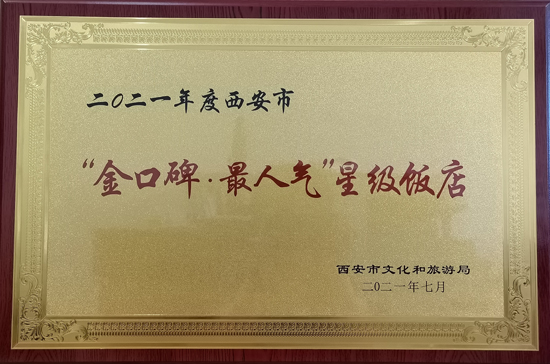 二〇二一年度西安市
“金口碑·最人气”星级饭店
西安市文化和旅游局
二〇二一年七月